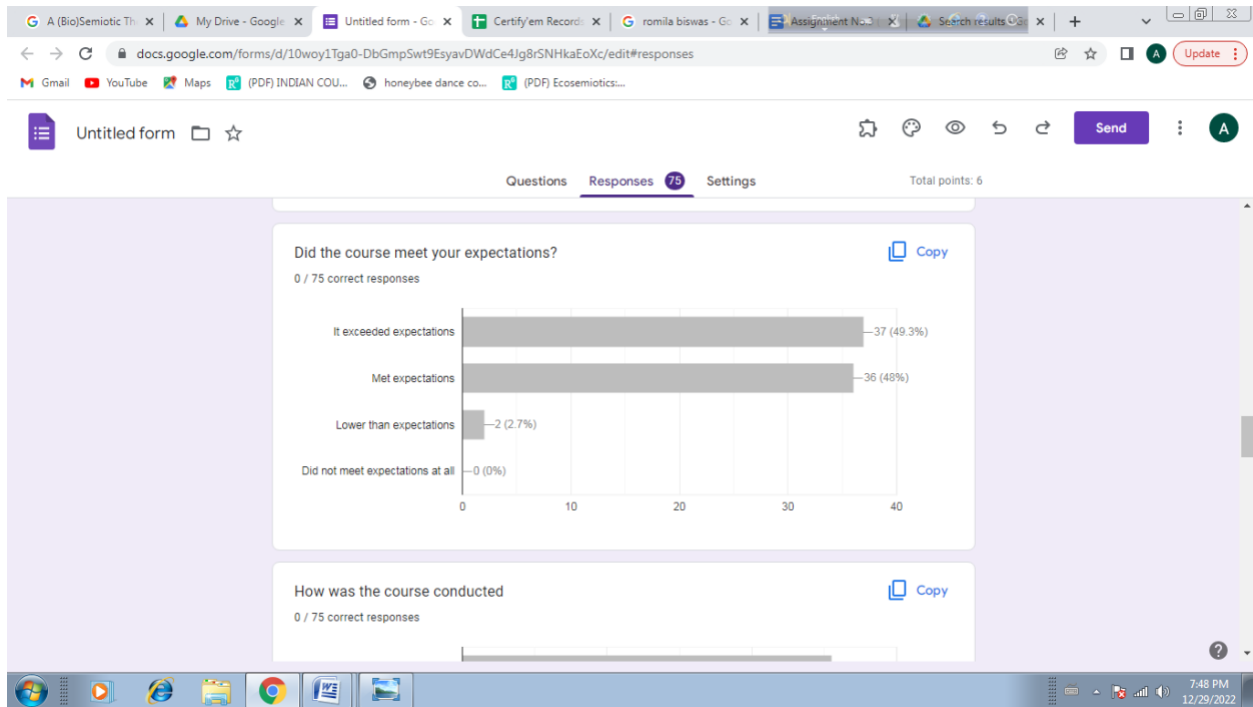 A (Bio)Semiotic Th
My Drive - Google
Untitled form - Go
Certify'em Records
romila biswas - Go
Assignment No.3
Search results
docs.google.com/forms/d/10woy1Tga0-DbGmpSwt9EsyavDWdCe4Jg8rSNHkaEoXc/edit#responses
A
Update
Gmail
YouTube
Maps
(PDF) INDIAN COU...
honeybee dance co...
(PDF) Ecosemiotics:...
Untitled form
Send
A
Questions
Responses 75
Settings
Total points: 6
Did the course meet your expectations?
Copy
0 / 75 correct responses
It exceeded expectations
37 (49.3%)
Met expectations
36 (48%)
Lower than expectations
2 (2.7%)
Did not meet expectations at all
0 (0%)
0 10 20 30 40
How was the course conducted
Copy
0 / 75 correct responses
7:48 PM
12/29/2022